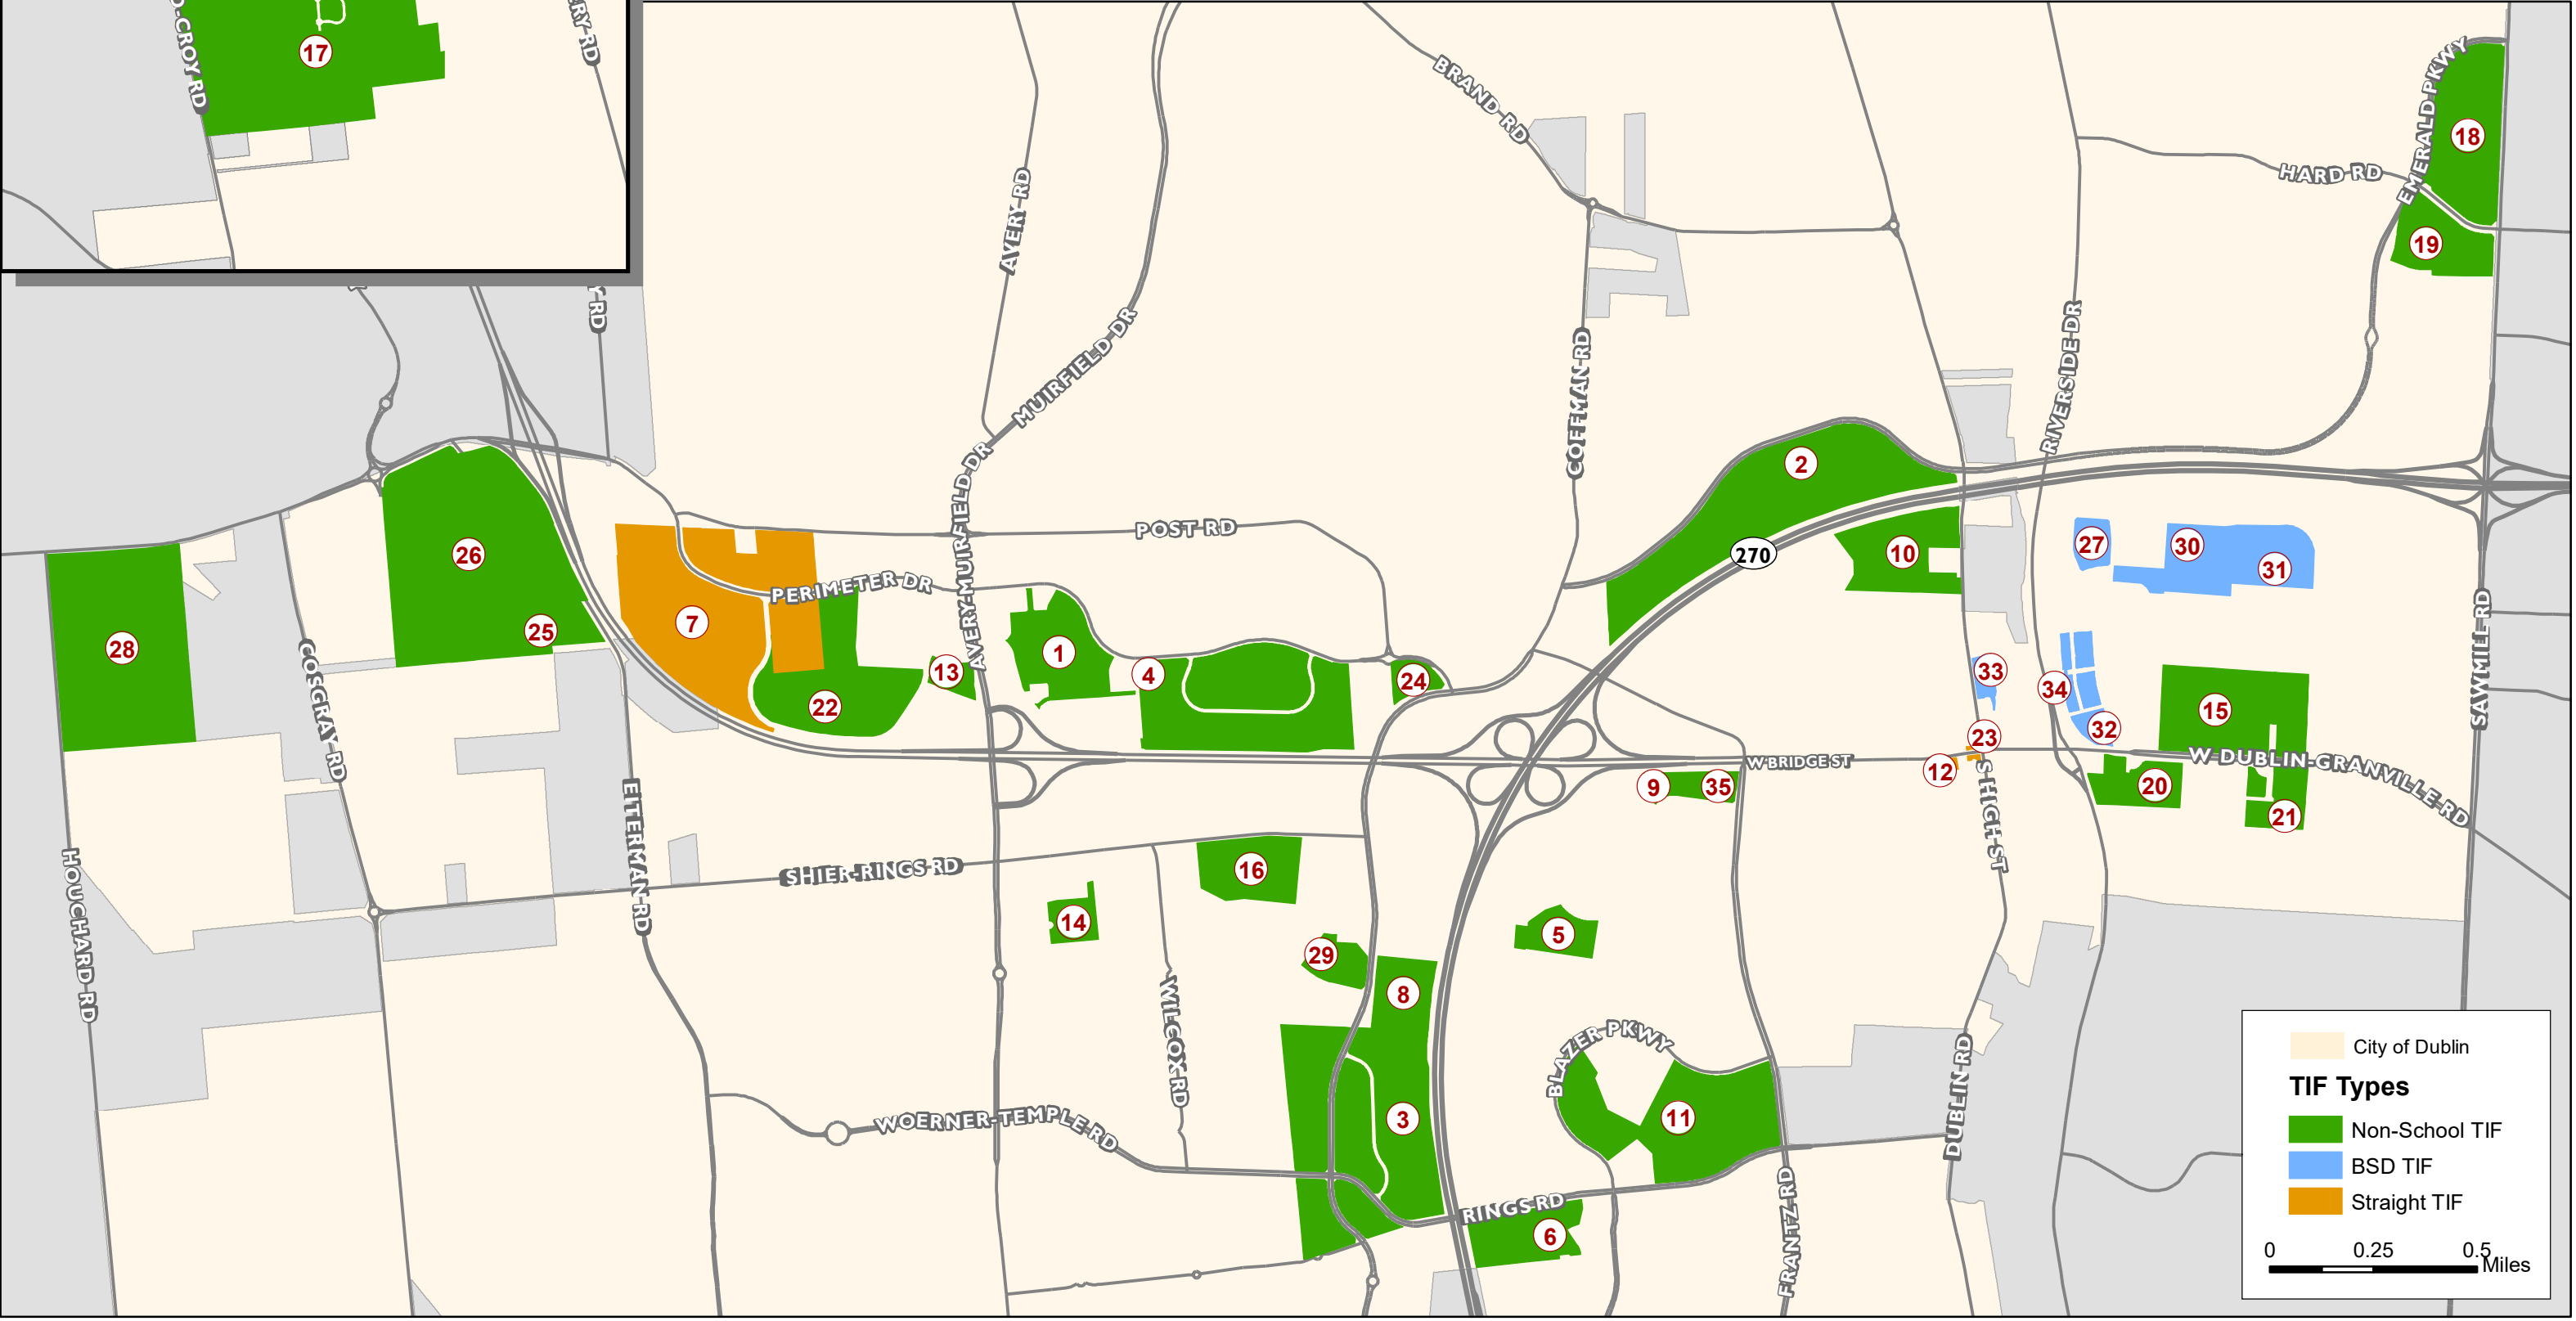 O-CROY RD
ERY RD
17
Y RD
AVERY RD
MUIRFIELD DR
BRAND RD
HARD RD
EMERALD PKWY
18
19
COFFMAN RD
RIVERSIDE DR
2
270
10
POST RD
AVERY-MUIRFIELD DR
PERIMETER DR
26
25
28
7
22
13
1
4
24
27
30
31
33
34
32
15
23
12
W BRIDGE ST
9
35
S HIGH ST
W DUBLIN-GRANVILLE RD
20
21
SAWMILL RD
COSGRAY RD
EITERMAN RD
HOUCHARD RD
SHIER-RINGS RD
16
14
29
5
8
3
WILCOX RD
WOERNER-TEMPLE RD
BLAZER PKWY
11
RINGS RD
6
FRANTZ RD
DUBLIN RD
City of Dublin
TIF Types
Non-School TIF
BSD TIF
Straight TIF
0 0.25 0.5
Miles